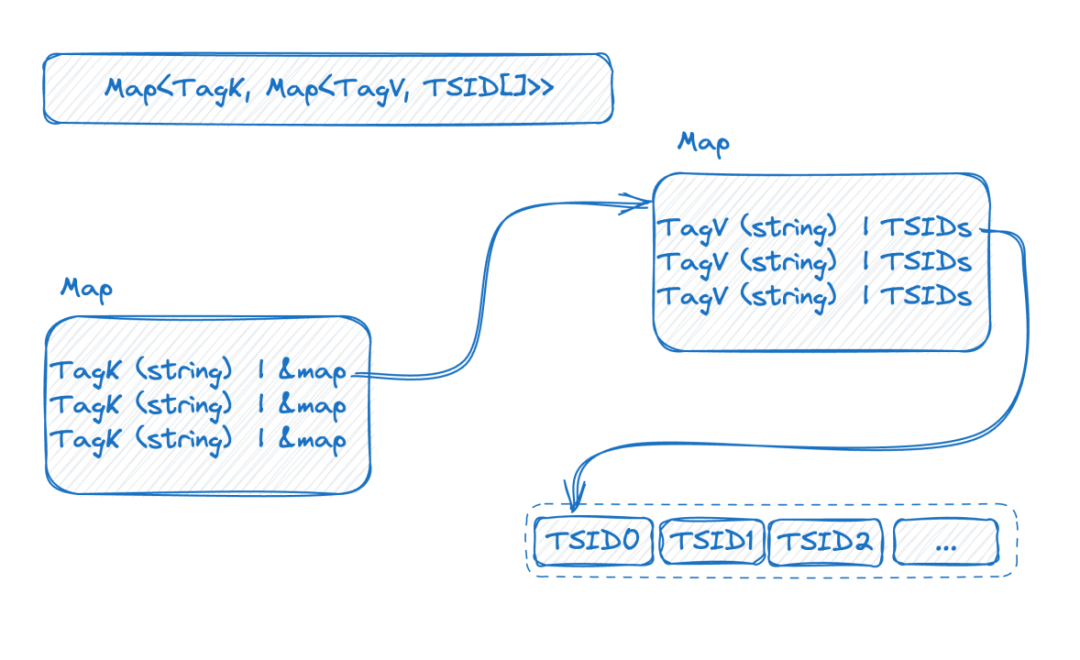 Map<TagK, Map<TagV, TSID[]>>
Map
TagV (string) | TSIDs
TagV (string) | TSIDs
TagV (string) | TSIDs
Map
TagK (string) | &map
TagK (string) | &map
TagK (string) | &map
TSID0 TSID1 TSID2 ...